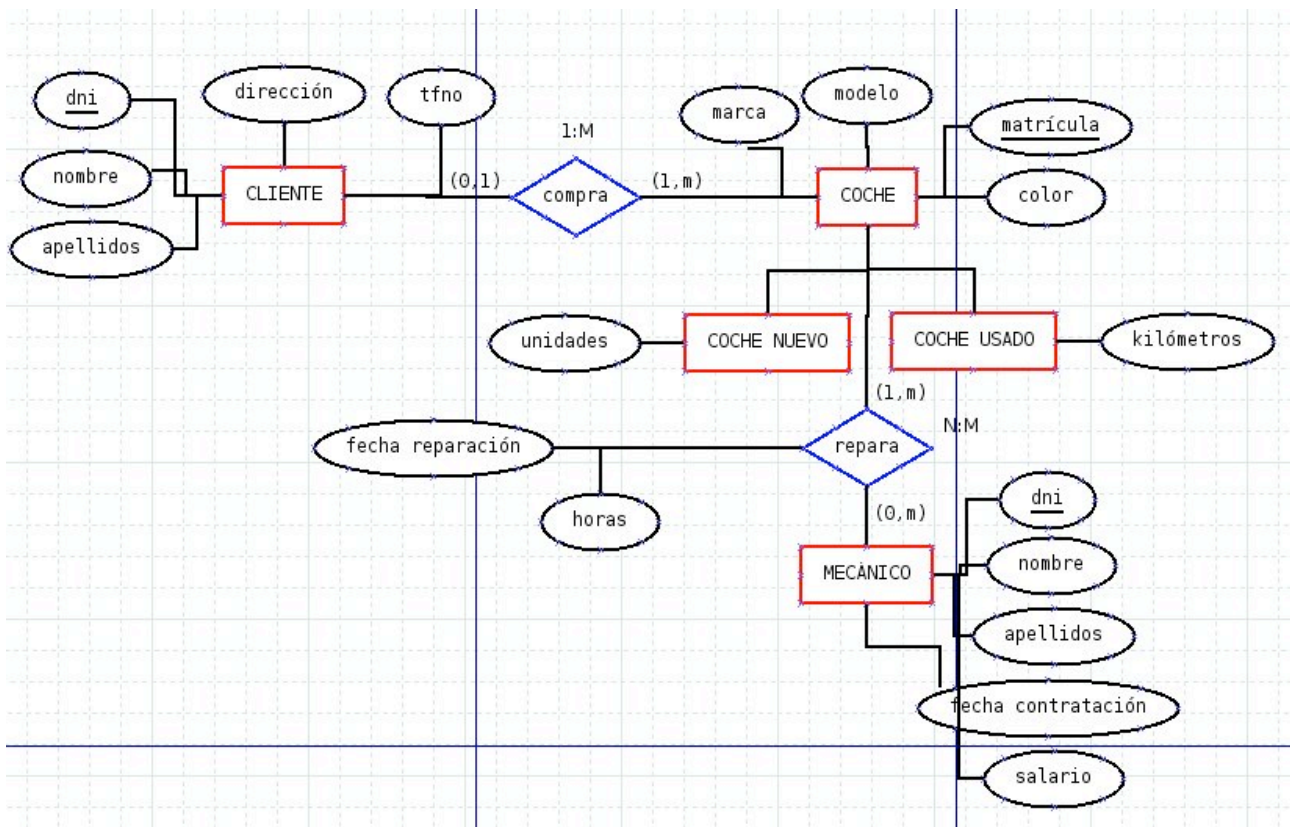 dni
dirección
tfno
nombre
apellidos
CLIENTE
(0,1)
1:M
compra
(1,m)
marca
modelo
matrícula
color
COCHE
unidades
COCHE NUEVO
COCHE USADO
kilómetros
(1,m)
N:M
fecha reparación
repara
horas
(0,m)
MECÁNICO
dni
nombre
apellidos
fecha contratación
salario